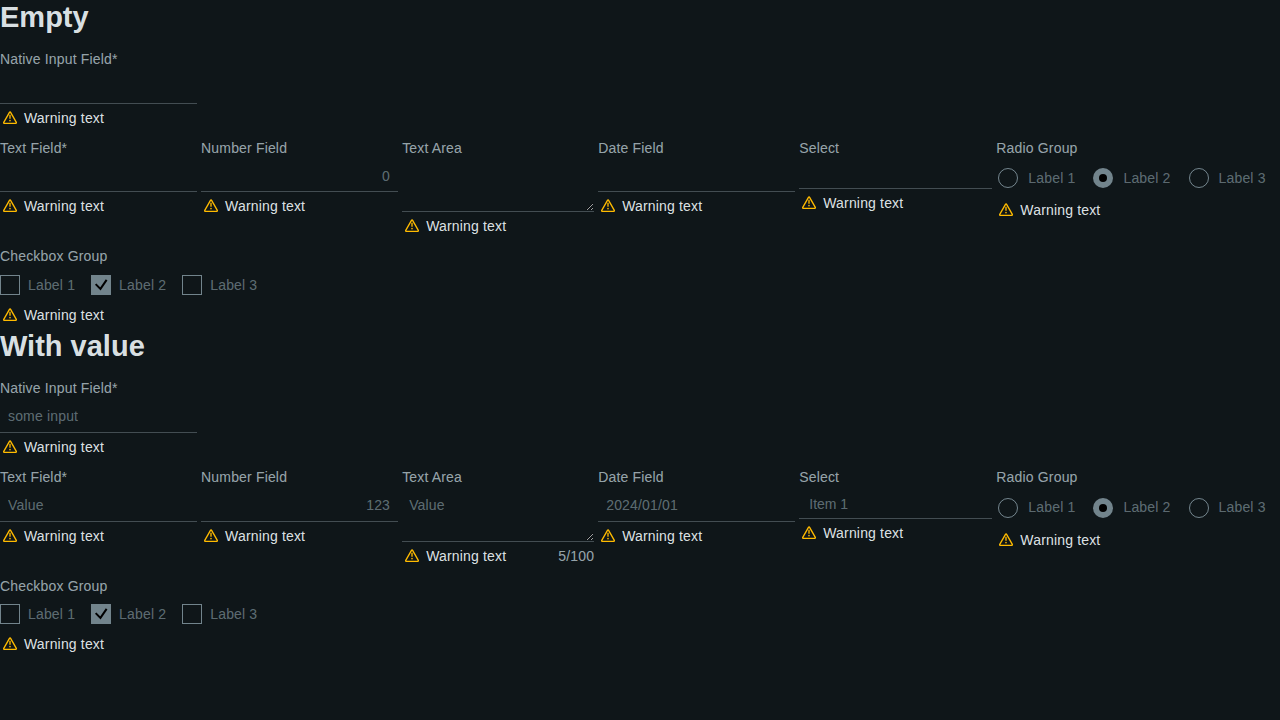 Empty
Native Input Field*
Warning text
Text Field* Number Field Text Area Date Field Select Radio Group
0 Label 1 Label 2 Label 3
Warning text Warning text Warning text Warning text Warning text Warning text
Checkbox Group
Label 1 Label 2 Label 3
Warning text
With value
Native Input Field*
some input
Warning text
Text Field* Number Field Text Area Date Field Select Radio Group
Value 123 Value 2024/01/01 Item 1 Label 1 Label 2 Label 3
Warning text Warning text Warning text 5/100 Warning text Warning text Warning text
Checkbox Group
Label 1 Label 2 Label 3
Warning text